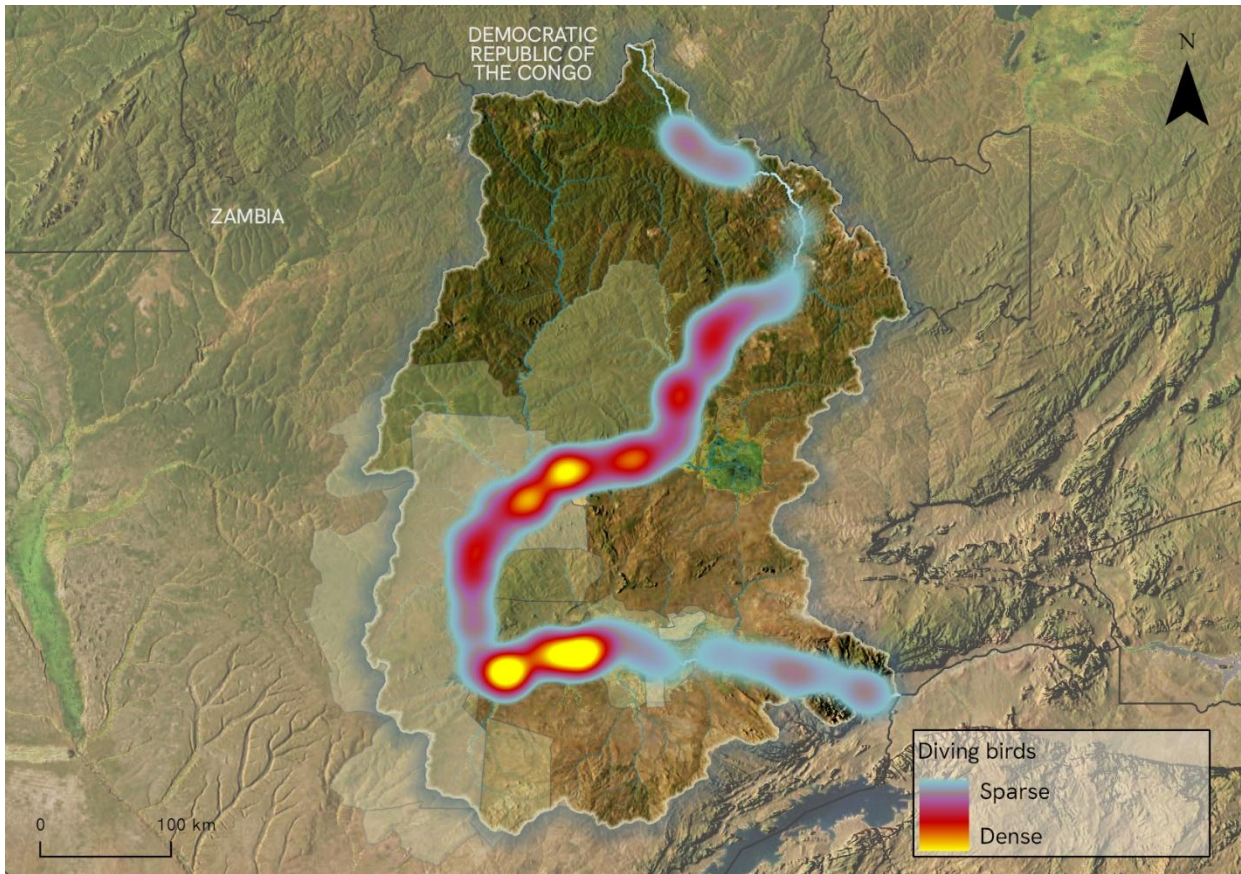 DEMOCRATIC
REPUBLIC OF
THE CONGO
N
ZAMBIA
Diving birds
Sparse
Dense
0 100 km